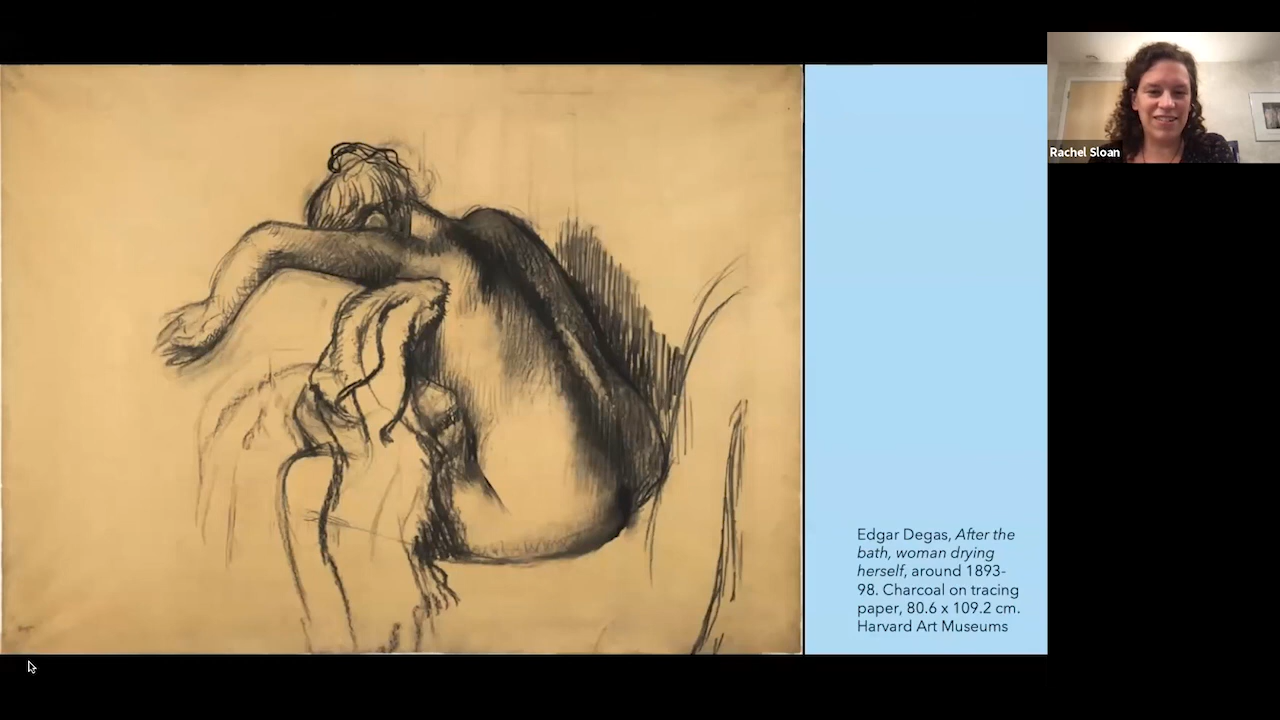 Rachel Sloan
Edgar Degas, After the
bath, woman drying
herself, around 1893-
98. Charcoal on tracing
paper, 80.6 x 109.2 cm.
Harvard Art Museums